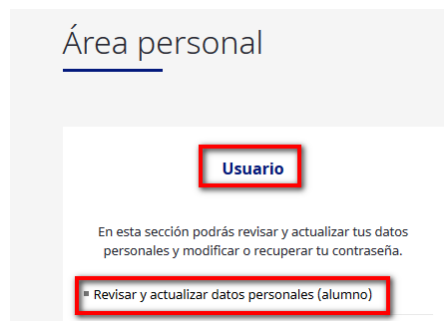 Área personal
Usuario
En esta sección podrás revisar y actualizar tus datos
personales y modificar o recuperar tu contraseña.
Revisar y actualizar datos personales (alumno)